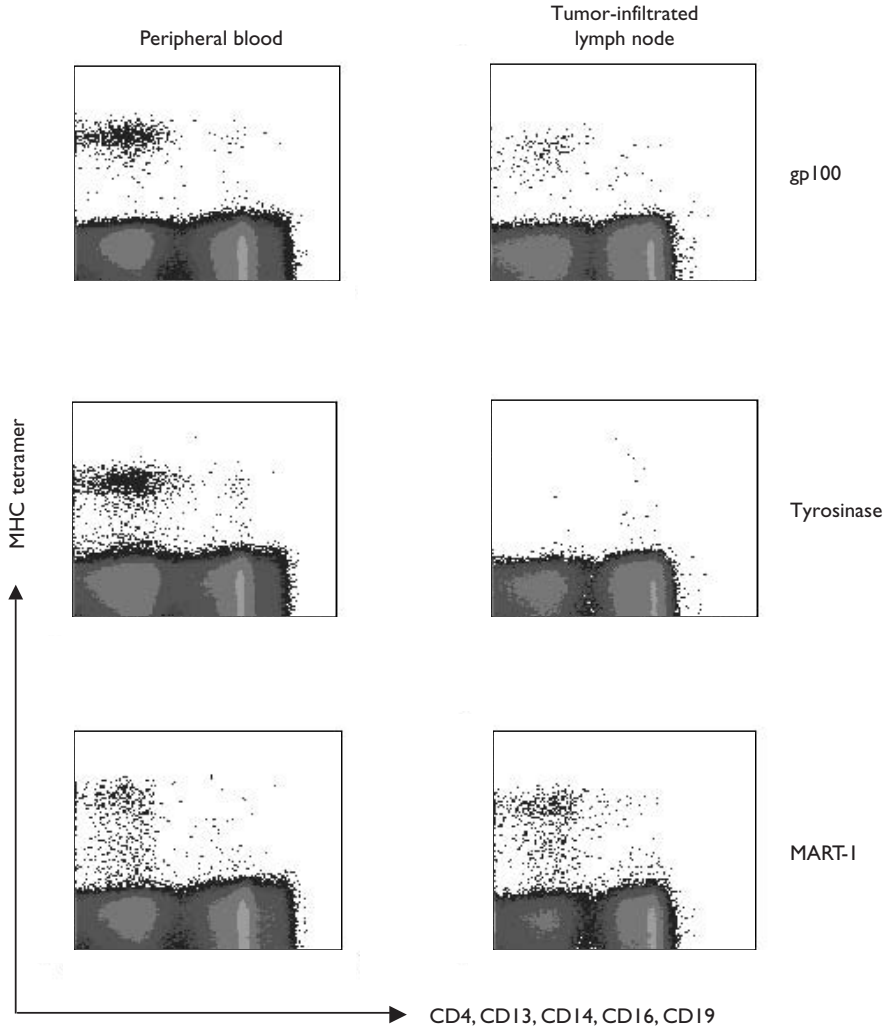 Peripheral blood
Tumor-infiltrated
lymph node
gp100
Tyrosinase
MART-1
MHC tetramer
CD4, CD13, CD14, CD16, CD19